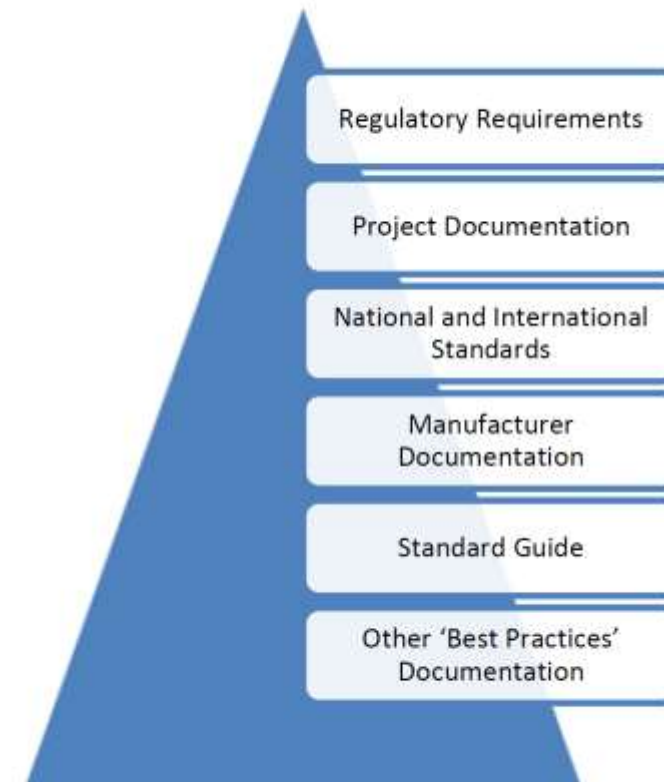 Regulatory Requirements
Project Documentation
National and International
Standards
Manufacturer
Documentation
Standard Guide
Other ‘Best Practices’
Documentation